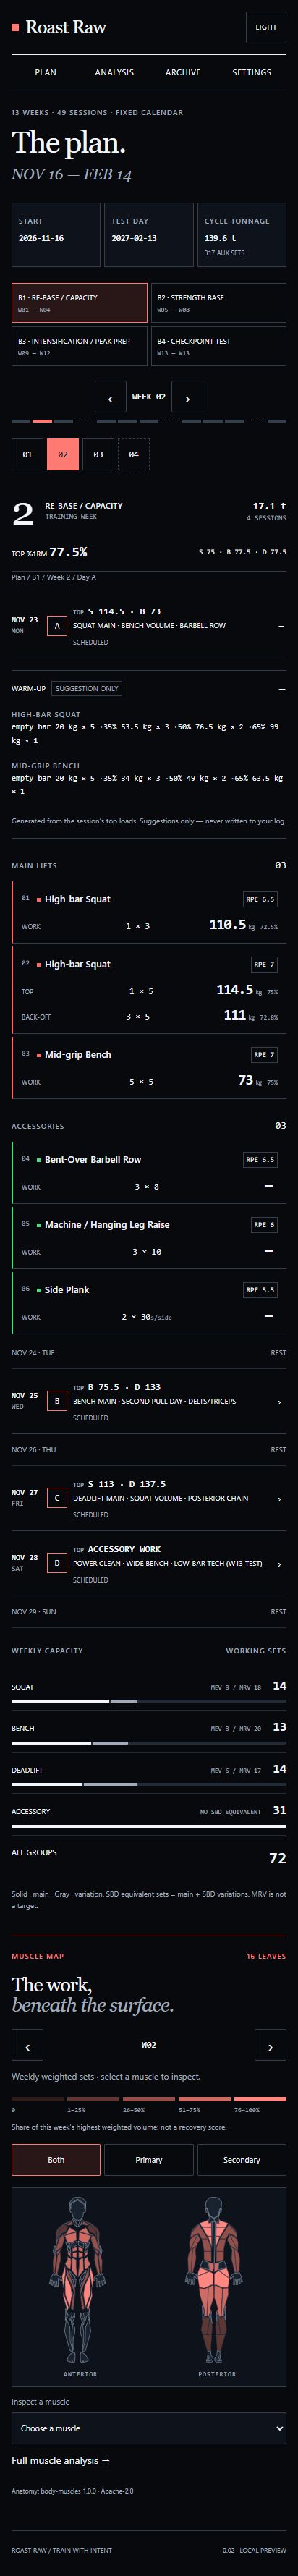 Roast Raw
LIGHT
PLAN ANALYSIS ARCHIVE SETTINGS
13 WEEKS · 49 SESSIONS · FIXED CALENDAR
The plan.
NOV 16 — FEB 14
START
2026-11-16
TEST DAY
2027-02-13
CYCLE TONNAGE
139.6 t
317 AUX SETS
B1 · RE-BASE / CAPACITY
W01 — W04
B2 · STRENGTH BASE
W05 — W08
B3 · INTENSIFICATION / PEAK PREP
W09 — W12
B4 · CHECKPOINT TEST
W13 — W13
‹ WEEK 02 ›
01 02 03 04
2
RE-BASE / CAPACITY
TRAINING WEEK
17.1 t
4 SESSIONS
TOP %1RM 77.5%
S 75 · B 77.5 · D 77.5
Plan / B1 / Week 2 / Day A
NOV 23
MON
A
TOP S 114.5 · B 73
SQUAT MAIN · BENCH VOLUME · BARBELL ROW
SCHEDULED
—
WARM-UP SUGGESTION ONLY —
HIGH-BAR SQUAT
empty bar 20 kg × 5 ·35% 53.5 kg × 3 ·50% 76.5 kg × 2 ·65% 99
kg × 1
MID-GRIP BENCH
empty bar 20 kg × 5 ·35% 34 kg × 3 ·50% 49 kg × 2 ·65% 63.5 kg
× 1
Generated from the session's top loads. Suggestions only — never written to your log.
MAIN LIFTS 03
01 High-bar Squat RPE 6.5
WORK 1 × 3 110.5 kg 72.5%
02 High-bar Squat RPE 7
TOP 1 × 5 114.5 kg 75%
BACK-OFF 3 × 5 111 kg 72.8%
03 Mid-grip Bench RPE 7
WORK 5 × 5 73 kg 75%
ACCESSORIES 03
04 Bent-Over Barbell Row RPE 6.5
WORK 3 × 8 —
05 Machine / Hanging Leg Raise RPE 6
WORK 3 × 10 —
06 Side Plank RPE 5.5
WORK 2 × 30s/side —
NOV 24 · TUE REST
NOV 25
WED
B
TOP B 75.5 · D 133
BENCH MAIN · SECOND PULL DAY · DELTS/TRICEPS
SCHEDULED
›
NOV 26 · THU REST
NOV 27
FRI
C
TOP S 113 · D 137.5
DEADLIFT MAIN · SQUAT VOLUME · POSTERIOR CHAIN
SCHEDULED
›
NOV 28
SAT
D
TOP ACCESSORY WORK
POWER CLEAN · WIDE BENCH · LOW-BAR TECH (W13 TEST)
SCHEDULED
›
NOV 29 · SUN REST
WEEKLY CAPACITY WORKING SETS
SQUAT MEV 8 / MRV 18 14
BENCH MEV 8 / MRV 20 13
DEADLIFT MEV 6 / MRV 17 14
ACCESSORY NO SBD EQUIVALENT 31
ALL GROUPS 72
Solid · main Gray · variation. SBD equivalent sets = main + SBD variations. MRV is not
a target.
MUSCLE MAP 16 LEAVES
The work,
beneath the surface.
‹ W02 ›
Weekly weighted sets · select a muscle to inspect.
0 1–25% 26–50% 51–75% 76–100%
Share of this week's highest weighted volume; not a recovery score.
Both Primary Secondary
ANTERIOR POSTERIOR
Inspect a muscle
Choose a muscle
Full muscle analysis →
Anatomy: body-muscles 1.0.0 · Apache-2.0
ROAST RAW / TRAIN WITH INTENT 0.02 · LOCAL PREVIEW